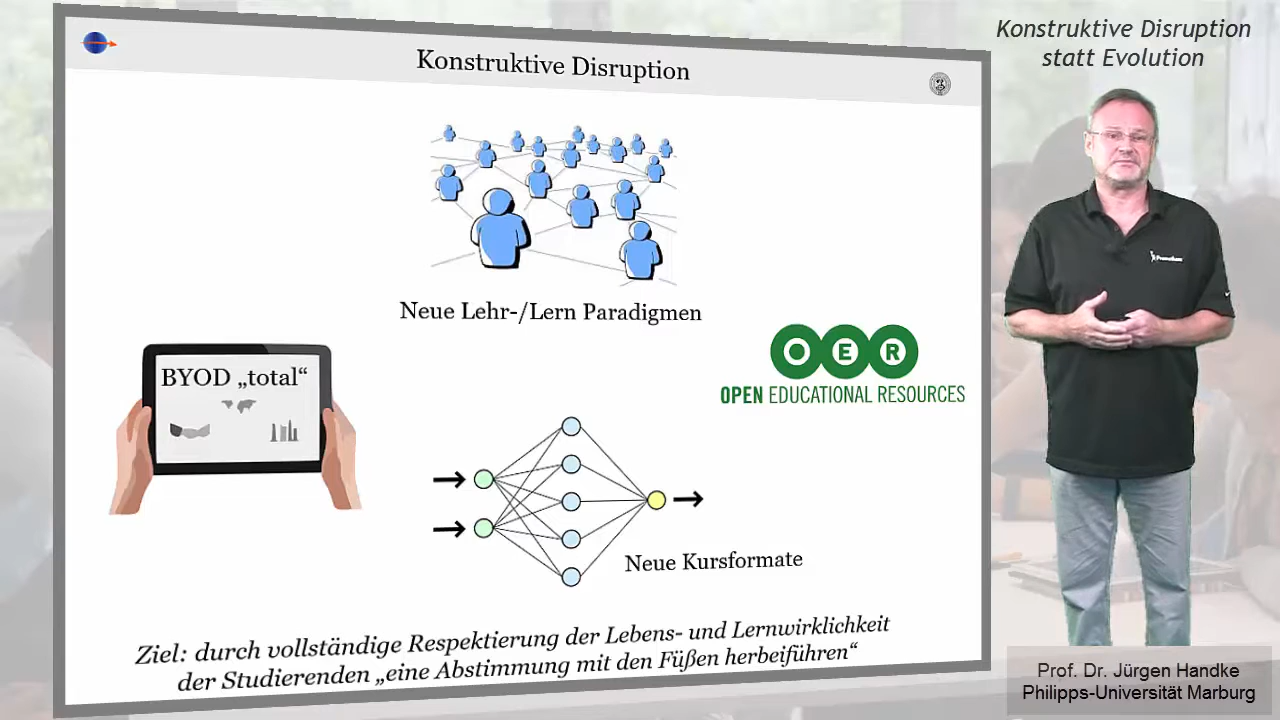 Konstruktive Disruption
statt Evolution
Konstruktive Disruption
Neue Lehr-/Lern Paradigmen
BYOD „total“
O E R
OPEN EDUCATIONAL RESOURCES
Neue Kursformate
Ziel: durch vollständige Respektierung der Lebens- und Lernwirklichkeit
der Studierenden „eine Abstimmung mit den Füßen herbeiführen“
Prof. Dr. Jürgen Handke
Philipps-Universität Marburg